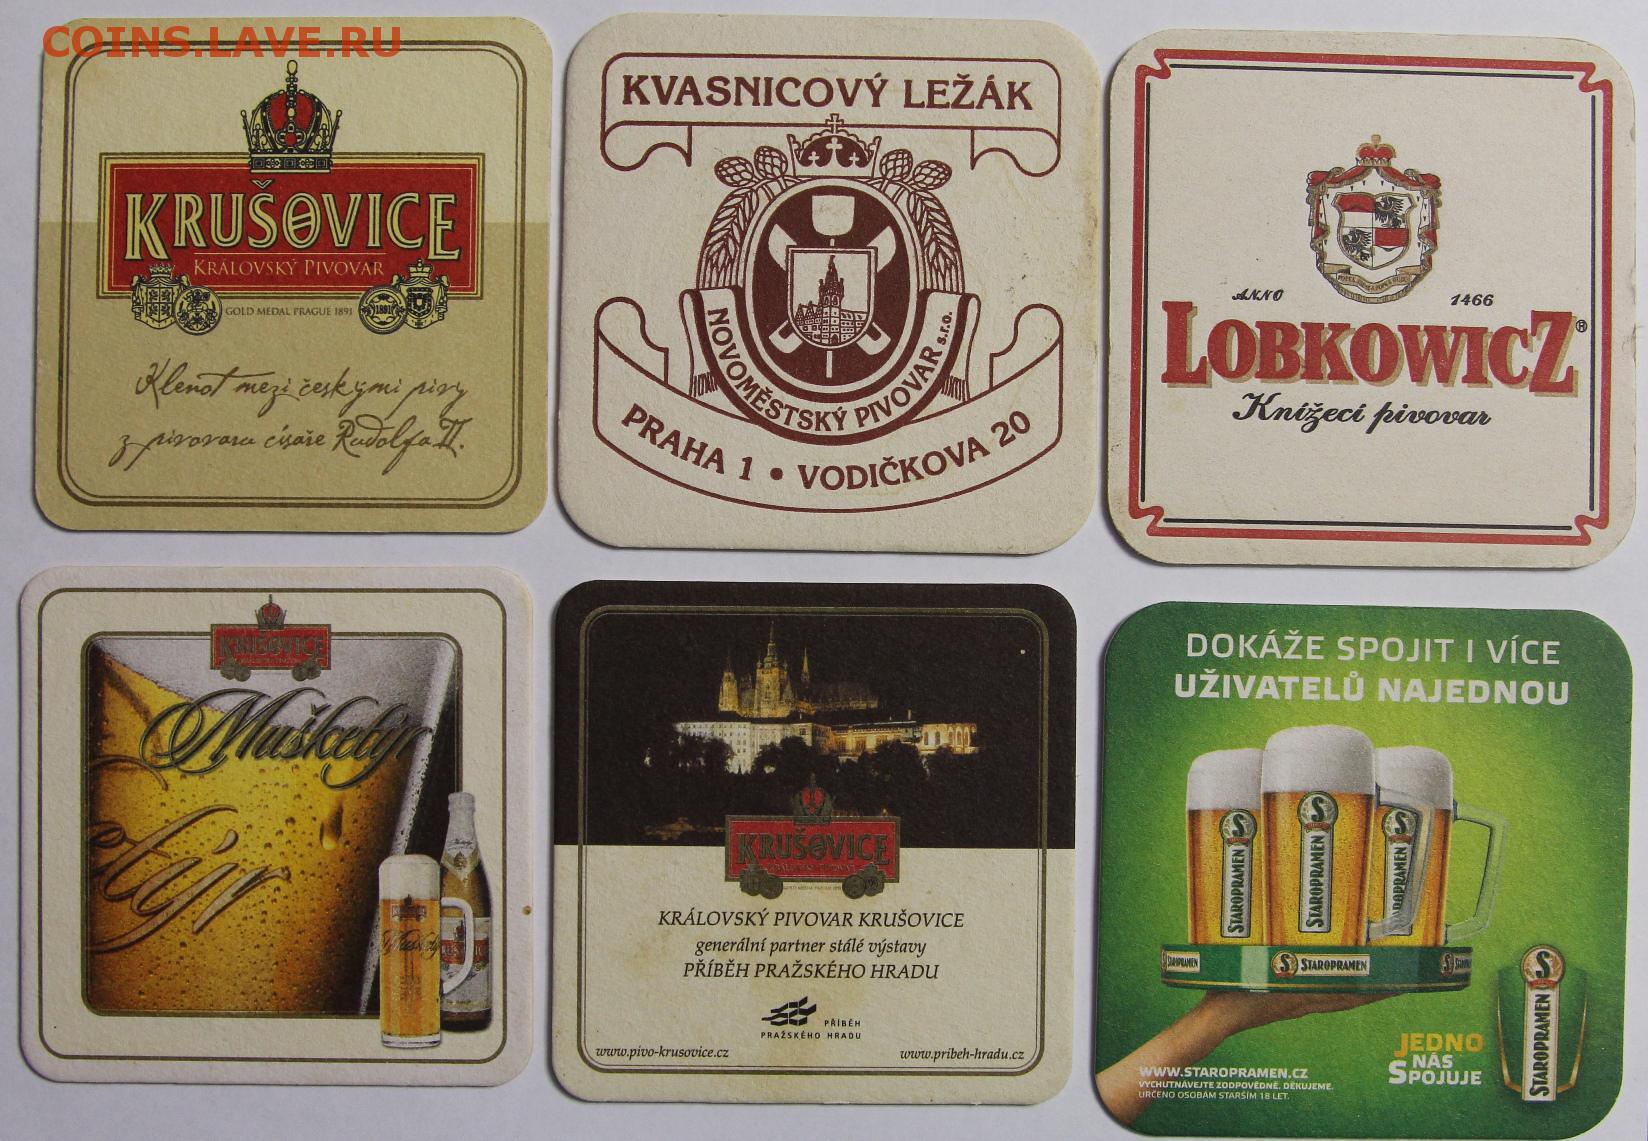 COINS.LAVE.RU
KRUŠOVICE
KRÁLOVSKÝ PIVOVAR
GOLD MEDAL PRAGUE 1891
1891
Klenot mezi českými pivy
z pivovaru císaře Rudolfa II.
KVASNICOVÝ LEŽÁK
NOVOMĚSTSKÝ PIVOVAR s.r.o.
PRAHA 1 • VODIČKOVA 20
ANNO 1466
LOBKOWICZ®
Knížecí pivovar
KRUŠOVICE
Mušketýr
týr
Mušketýr
KRUŠOVICE
KRÁLOVSKÝ PIVOVAR KRUŠOVICE
generální partner stálé výstavy
PŘÍBĚH PRAŽSKÉHO HRADU
PŘÍBĚH
PRAŽSKÉHO HRADU
www.pivo-krusovice.cz www.pribeh-hradu.cz
DOKÁŽE SPOJIT I VÍCE
UŽIVATELŮ NAJEDNOU
S STAROPRAMEN
S STAROPRAMEN
S STAROPRAMEN
STAROPRAMEN
S STAROPRAMEN
S STAROPRAMEN
JEDNO
NÁS
SPOJUJE
WWW.STAROPRAMEN.CZ
VYCHUTNÁVEJTE ZODPOVĚDNĚ. DĚKUJEME.
URČENO OSOBÁM STARŠÍM 18 LET.